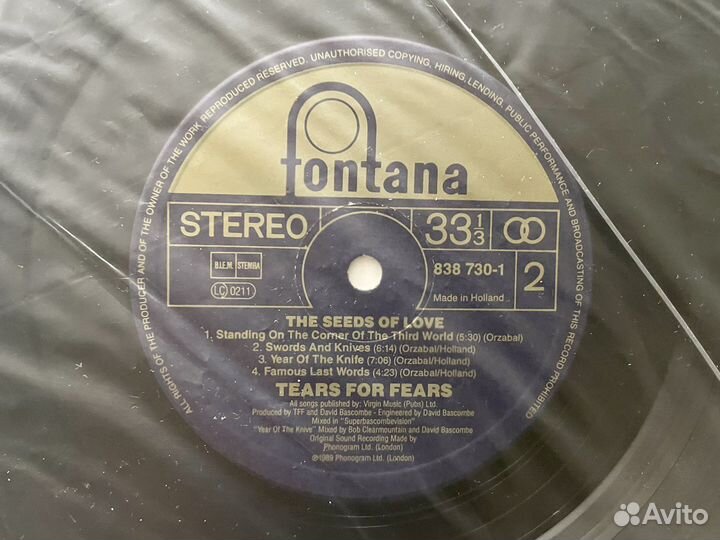 ALL RIGHTS OF THE PRODUCER AND OF THE OWNER OF THE WORK REPRODUCED RESERVED. UNAUTHORISED COPYING, HIRING, LENDING, PUBLIC PERFORMANCE AND BROADCASTING OF THIS RECORD PROHIBITED
fontana
STEREO
33 1/3
B.I.E.M. STEMRA
LC 0211
838 730-1
Made in Holland
2
THE SEEDS OF LOVE
1. Standing On The Corner Of The Third World (5:30) (Orzabal)
2. Swords And Knives (6:14) (Orzabal/Holland)
3. Year Of The Knife (7:06) (Orzabal/Holland)
4. Famous Last Words (4:23) (Orzabal/Holland)
TEARS FOR FEARS
All songs published by: Virgin Music (Pubs) Ltd.
Produced by TFF and David Bascombe - Engineered by David Bascombe
Mixed in "Superbascombevision"
"Year Of The Knive" Mixed by Bob Clearmountain and David Bascombe
Original Sound Recording Made by
Phonogram Ltd. (London)
℗1989 Phonogram Ltd. (London)
Avito